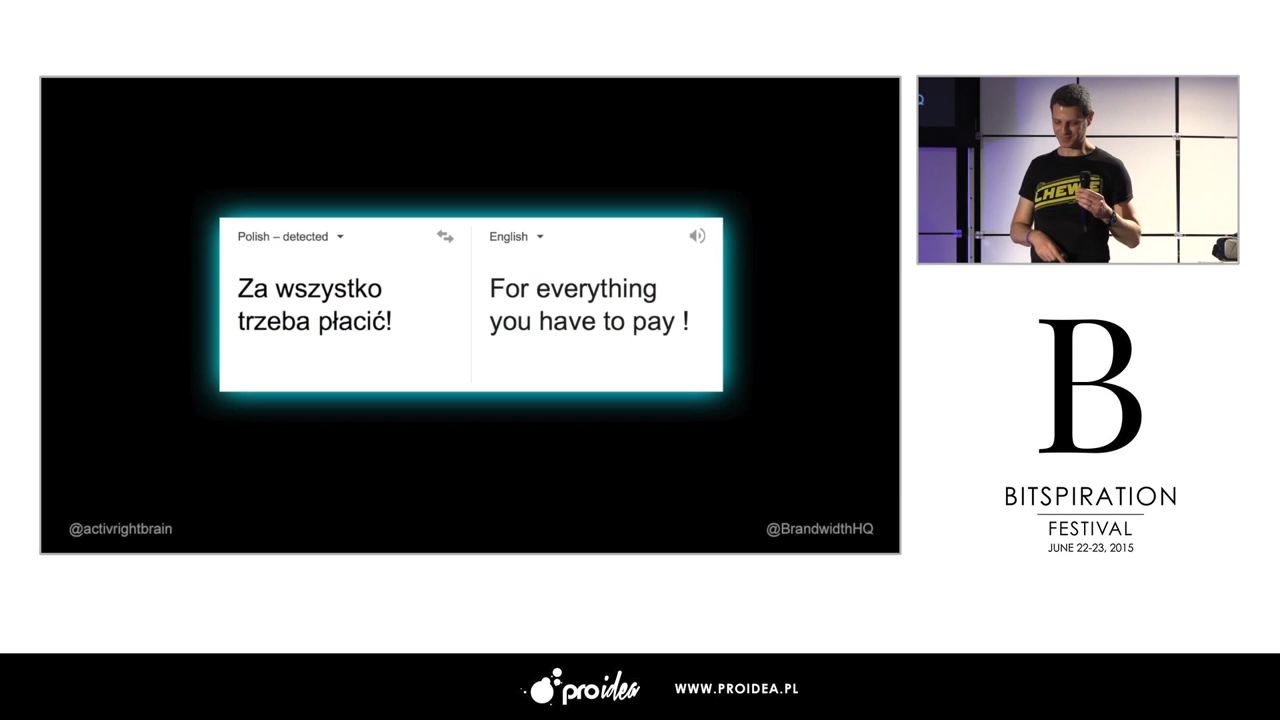 Polish – detected
English
Za wszystko
trzeba płacić!
For everything
you have to pay !
@activrightbrain
@BrandwidthHQ
CHEWIE
B
BITSPIRATION
FESTIVAL
JUNE 22-23, 2015
proidea
WWW.PROIDEA.PL